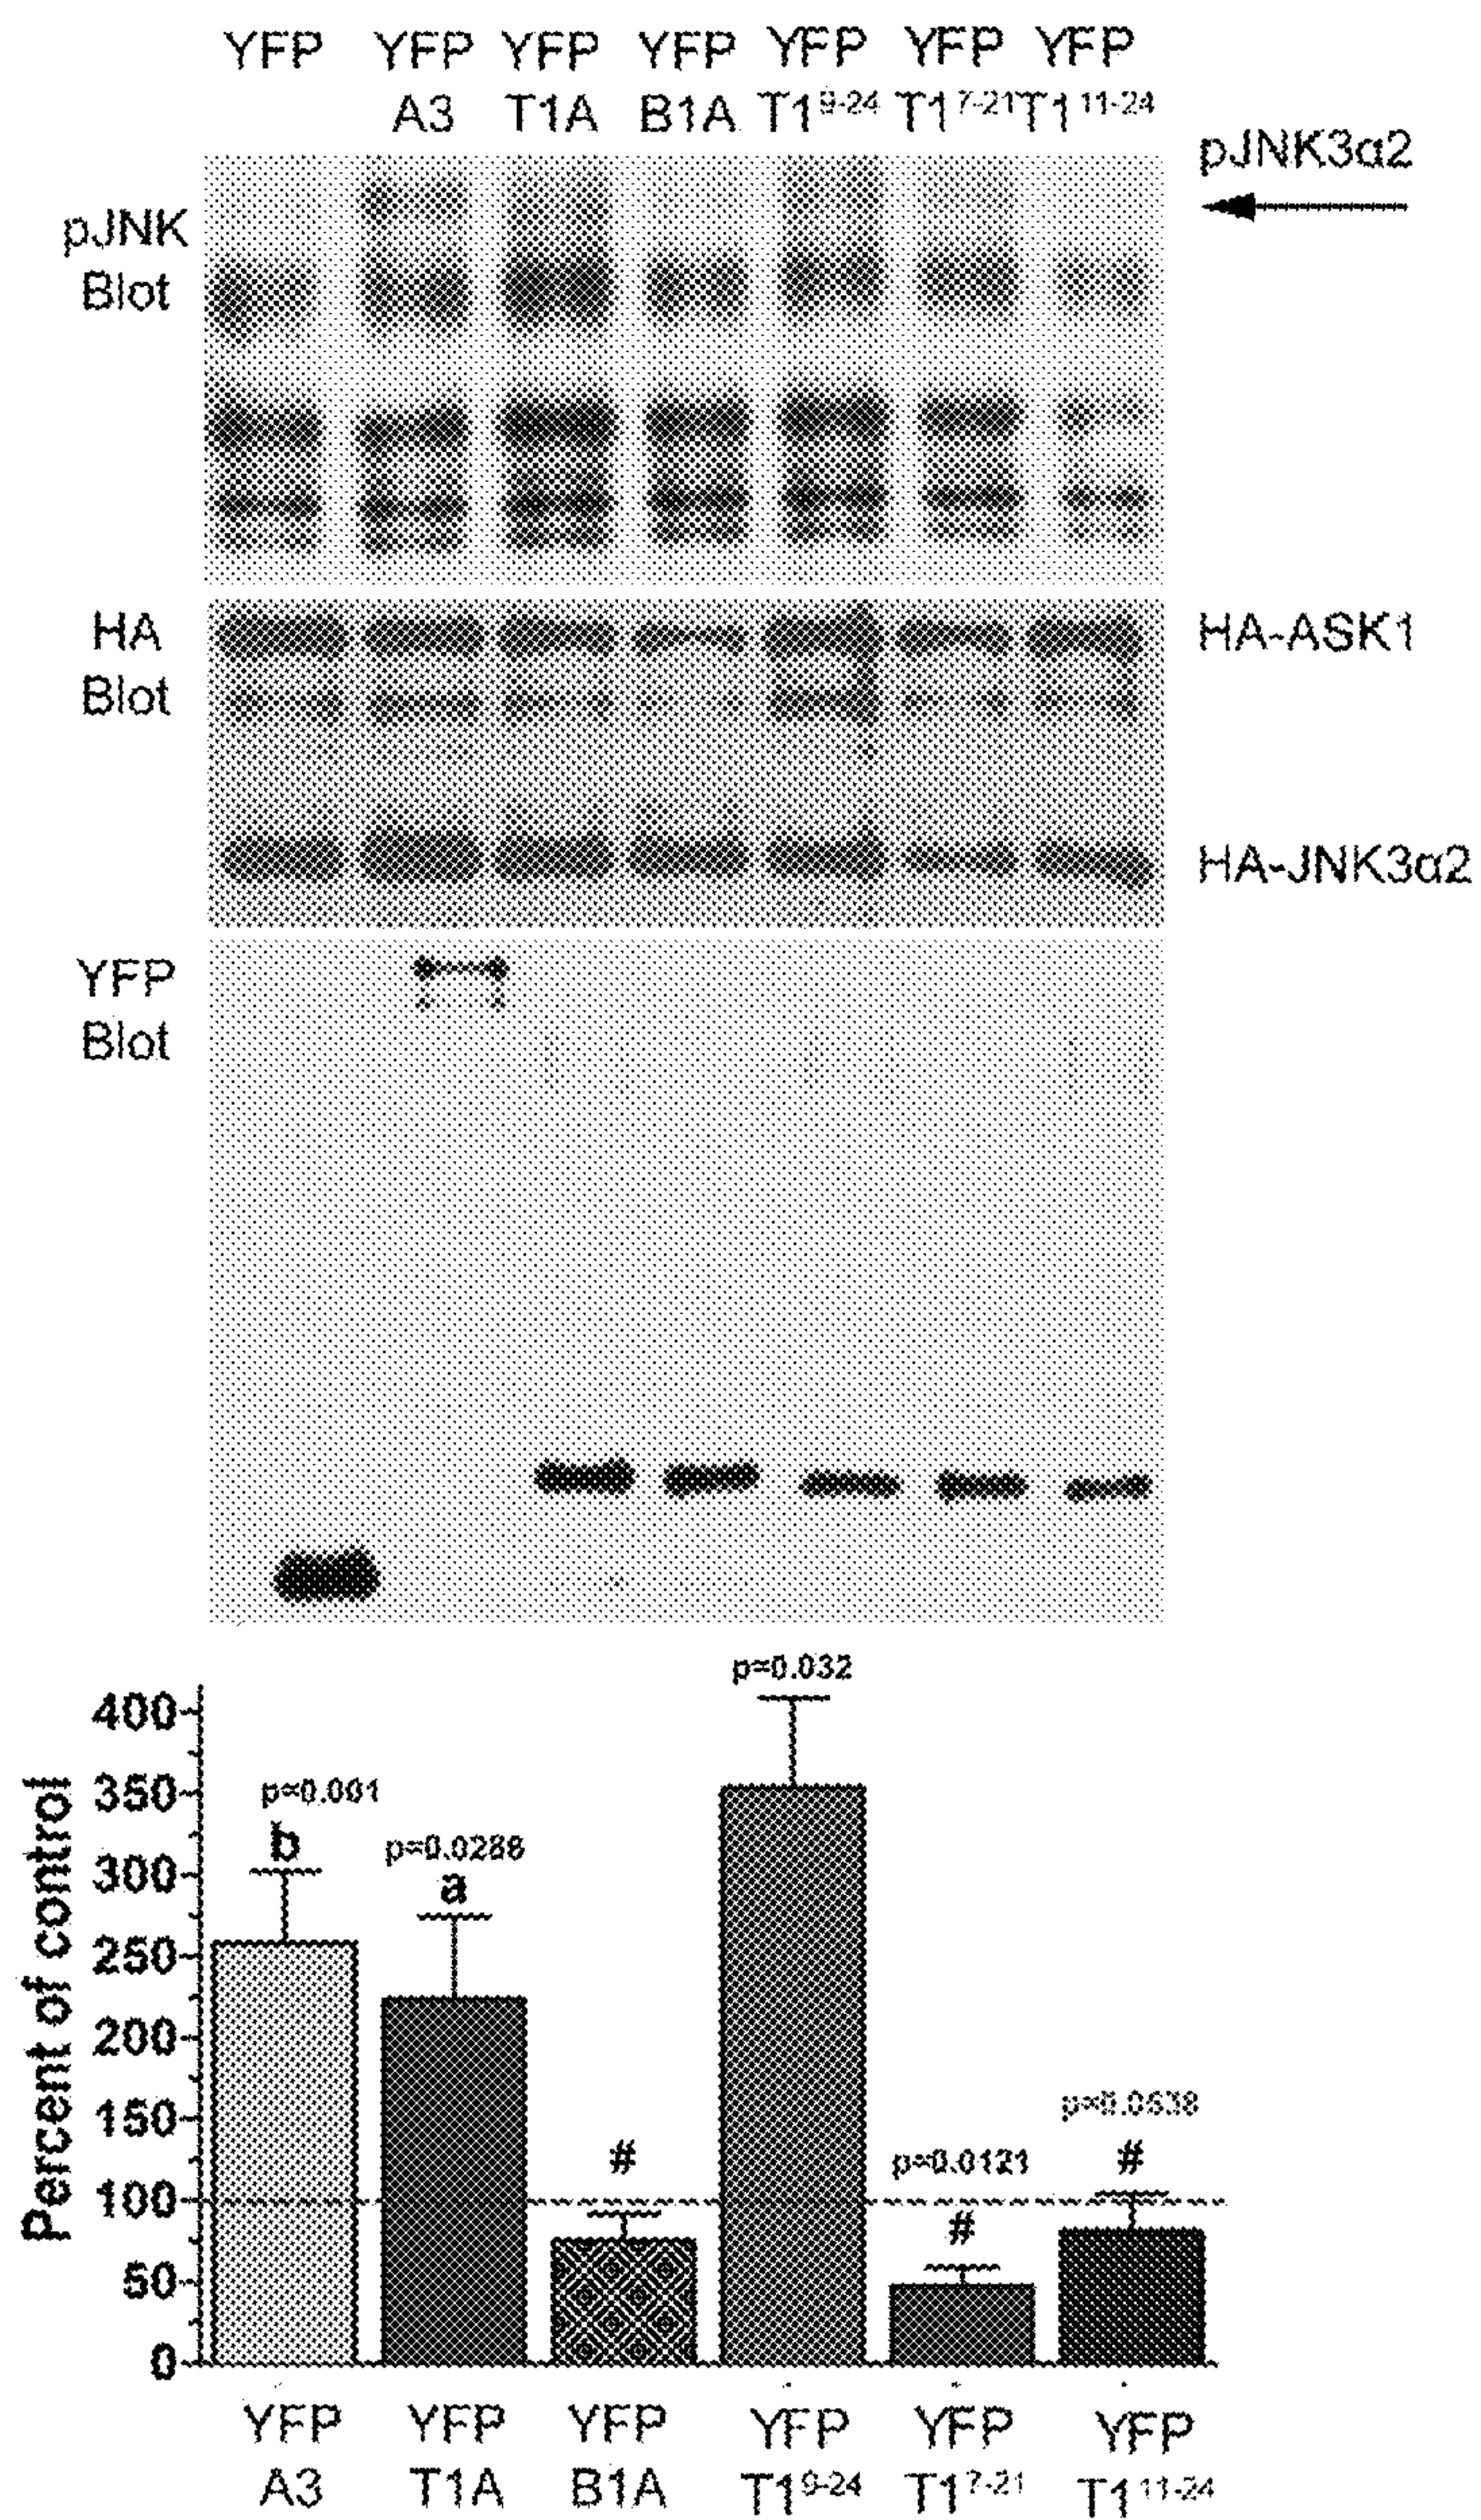 YFP YFP YFP YFP YFP YFP YFP
A3 T1A B1A T1⁹⁻²⁴ T1⁷⁻²¹ T1¹¹⁻²⁴
pJNK3α2
pJNK
Blot
HA
Blot
HA-ASK1
HA-JNK3α2
YFP
Blot
Percent of control
400
350
300
250
200
150
100
50
0
p=0.001
b
p=0.0286
a
#
p=0.032
p=0.0121
#
p=0.0538
#
YFP YFP YFP YFP YFP YFP
A3 T1A B1A T1⁹⁻²⁴ T1⁷⁻²¹ T1¹¹⁻²⁴